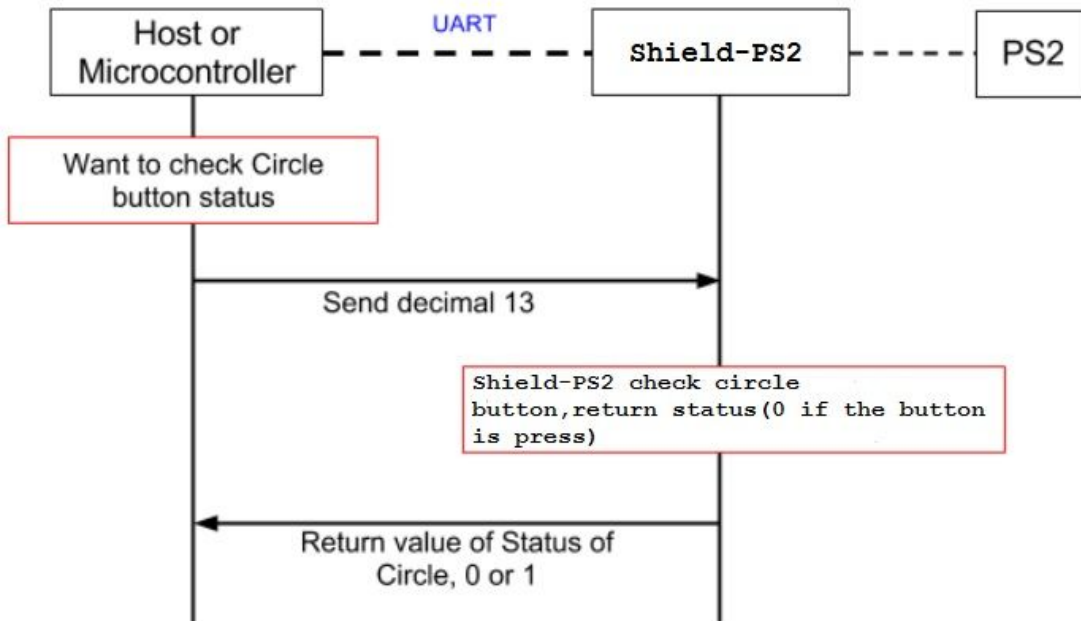 Host or
Microcontroller
UART
Shield-PS2
PS2
Want to check Circle
button status
Send decimal 13
Shield-PS2 check circle
button,return status(0 if the button
is press)
Return value of Status of
Circle, 0 or 1